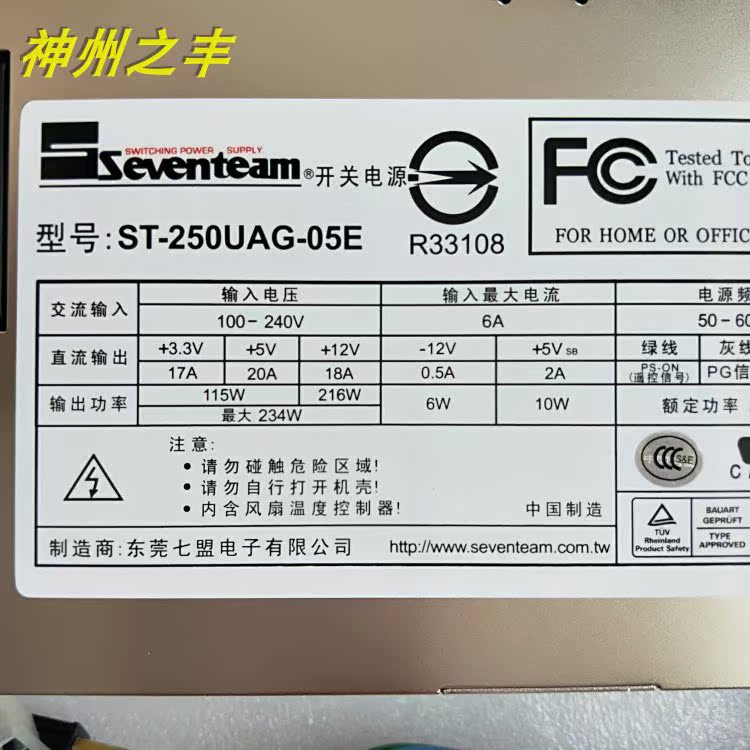 神州之丰
SWITCHING POWER SUPPLY
Seventeam®开关电源
型号: ST-250UAG-05E
R33108
FC
Tested To
With FCC
FOR HOME OR OFFIC
交流输入 输入电压 输入最大电流 电源频
100-240V 6A 50-60
直流输出 +3.3V +5V +12V -12V +5V SB 绿线 灰线
17A 20A 18A 0.5A 2A PS-ON (遥控信号) PG信
输出功率 115W 216W 6W 10W 额定功率
最大 234W
注意:
• 请勿碰触危险区域!
• 请勿自行打开机壳!
• 内含风扇温度控制器!
中国制造
CCC S&E
TÜV
Rheinland
Product Safety
BAUART
GEPRÜFT
TYPE
APPROVED
制造商:东莞七盟电子有限公司 http://www.seventeam.com.tw